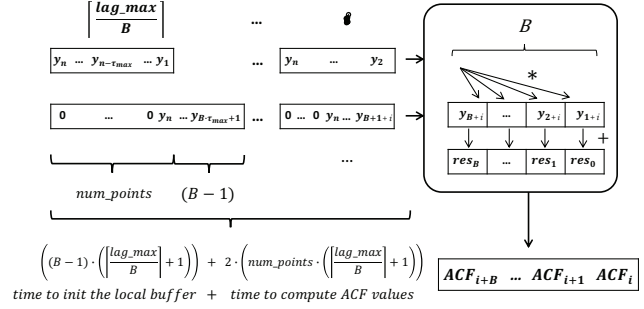 ⌈lag_max/B⌉ ...
B
y_n ... y_{n-τ_max} ... y_1 ... y_n ... y_2
*
0 ... 0 y_n ... y_{B·τ_max+1} ... 0 ... 0 y_n ... y_{B+1+i}
y_{B+i} ... y_{2+i} y_{1+i}
+
res_B ... res_1 res_0
...
num_points (B − 1)
((B − 1) · (⌈lag_max/B⌉ + 1)) + 2 · (num_points · (⌈lag_max/B⌉ + 1))
ACF_{i+B} ... ACF_{i+1} ACF_i
time to init the local buffer + time to compute ACF values